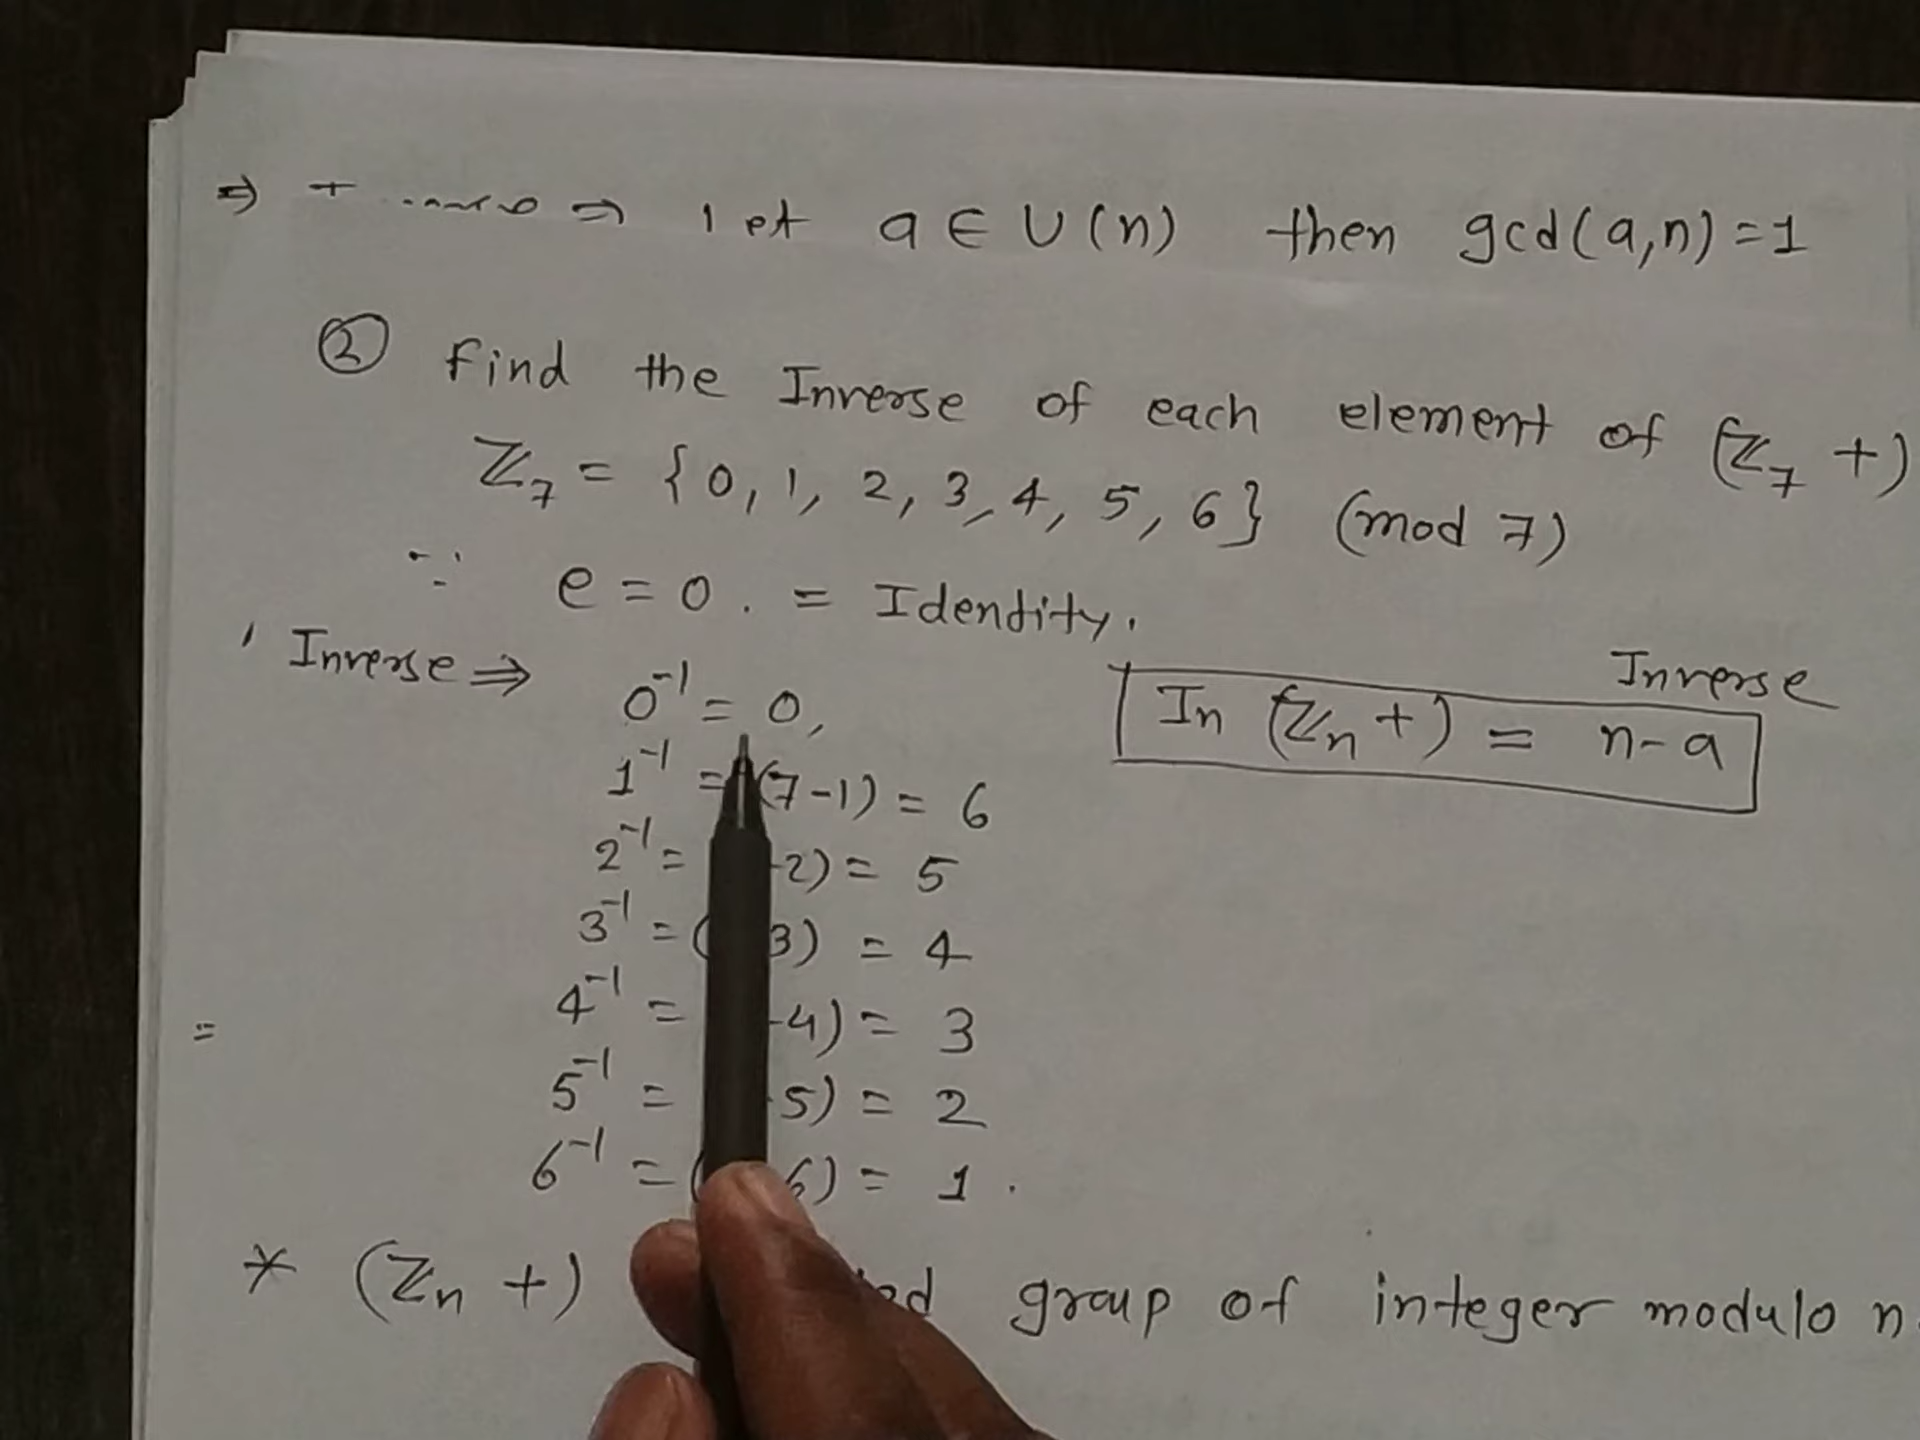 ⇒ ⇒ let a ∈ U(n) then gcd(a,n)=1
② Find the Inverse of each element of (ℤ₇ +)
ℤ₇ = {0, 1, 2, 3, 4, 5, 6} (mod 7)
∵ e = 0 . = Identity.
Inverse ⇒ 0⁻¹ = 0,
Inverse
In (ℤₙ +) = n-a
1⁻¹ = (7-1) = 6
2⁻¹ = -2) = 5
3⁻¹ = ( 3) = 4
4⁻¹ = -4) = 3
=
5⁻¹ = -5) = 2
6⁻¹ = ( 6) = 1 .
* (ℤₙ +) group of integer modulo n.